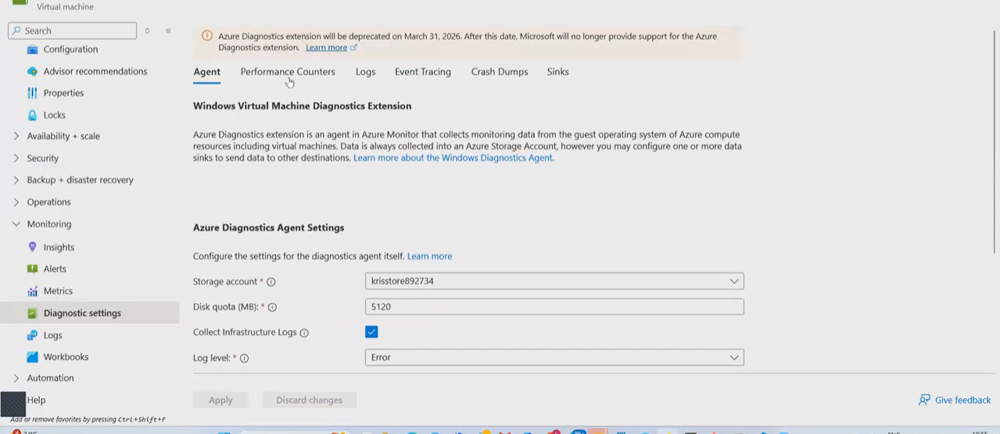 Virtual machine
Search
Configuration
Advisor recommendations
Properties
Locks
Availability + scale
Security
Backup + disaster recovery
Operations
Monitoring
Insights
Alerts
Metrics
Diagnostic settings
Logs
Workbooks
Automation
Help
Add or remove favorites by pressing Ctrl+Shift+F
Azure Diagnostics extension will be deprecated on March 31, 2026. After this date, Microsoft will no longer provide support for the Azure
Diagnostics extension. Learn more
Agent Performance Counters Logs Event Tracing Crash Dumps Sinks
Windows Virtual Machine Diagnostics Extension
Azure Diagnostics extension is an agent in Azure Monitor that collects monitoring data from the guest operating system of Azure compute
resources including virtual machines. Data is always collected into an Azure Storage Account, however you may configure one or more data
sinks to send data to other destinations. Learn more about the Windows Diagnostics Agent.
Azure Diagnostics Agent Settings
Configure the settings for the diagnostics agent itself. Learn more
Storage account * krisstore892734
Disk quota (MB): * 5120
Collect Infrastructure Logs
Log level: * Error
Apply Discard changes
Give feedback